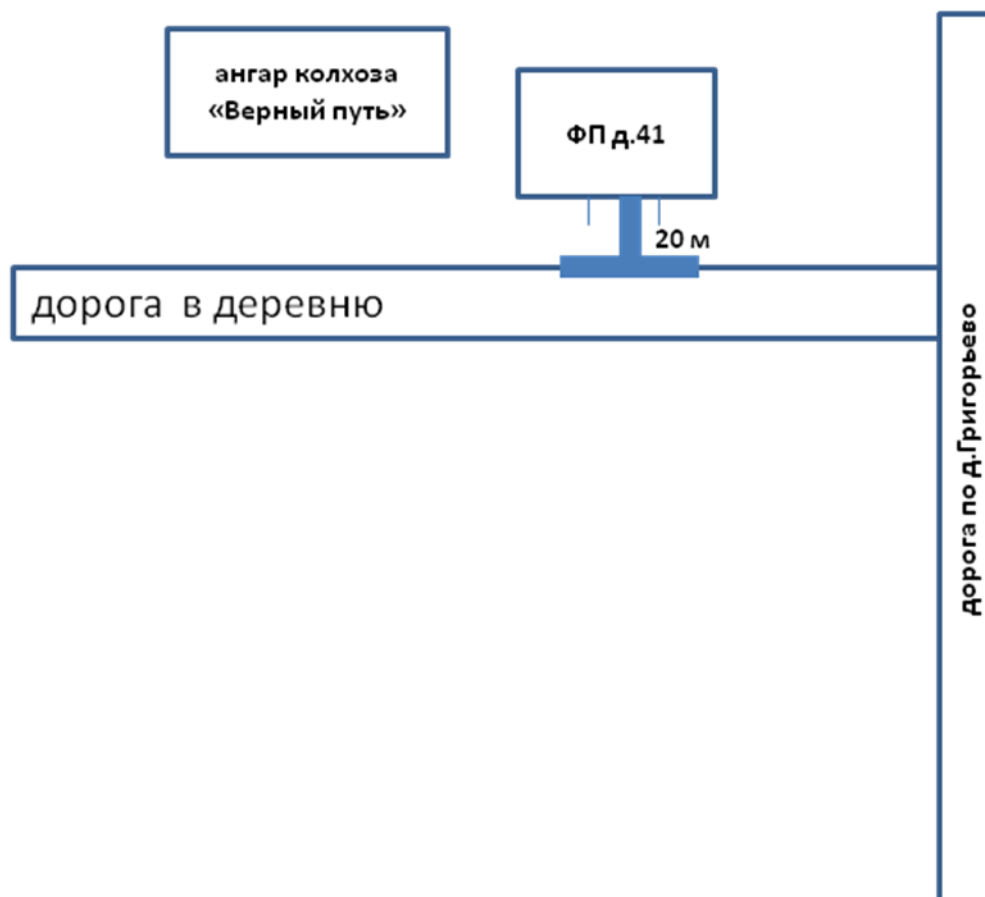 ангар колхоза
«Верный путь»
ФП д.41
20 м
дорога в деревню
дорога по д.Григорьево